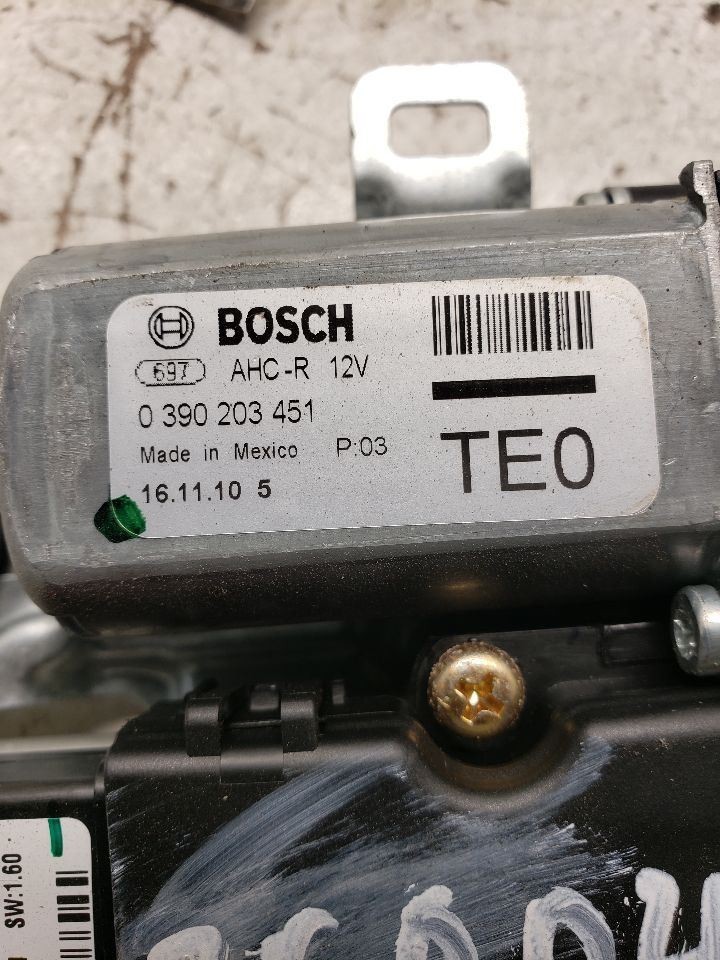 BOSCH
697 AHC-R 12V
0 390 203 451
Made in Mexico P:03
16.11.10 5
TE0
SW:1.60